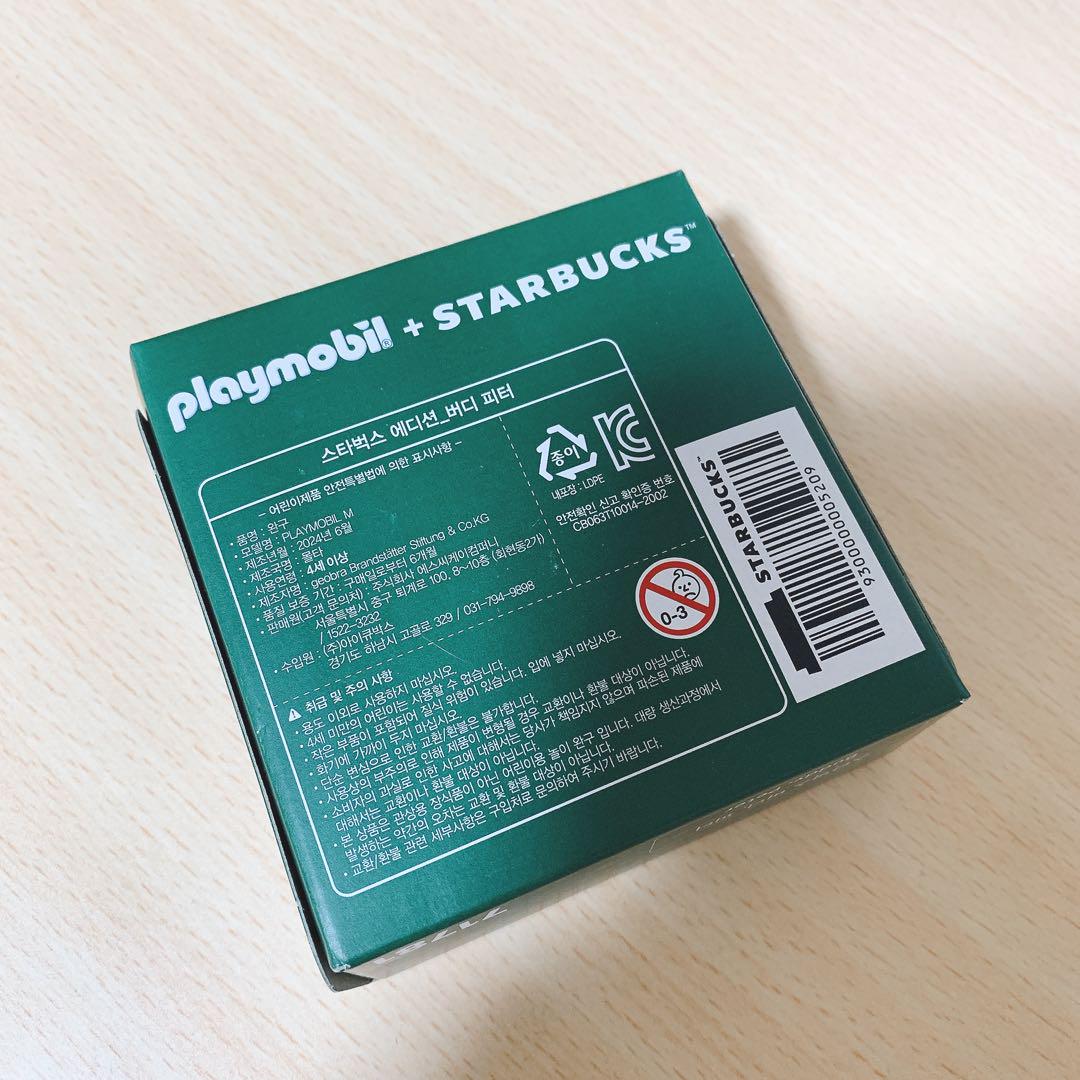 playmobil® + STARBUCKS™
스타벅스 에디션_버디 피터
- 어린이제품 안전특별법에 의한 표시사항 -
• 품명 : 완구
• 모델명 : PLAYMOBIL M
• 제조년월 : 2024년 6월
• 제조국명 : 몰타
• 사용연령 : 4세 이상
• 제조자명 : geobra Brandstätter Stiftung & Co.KG
• 품질 보증 기간 : 구매일로부터 6개월
• 판매원(고객 문의처) : 주식회사 에스씨케이컴퍼니
서울특별시 중구 퇴계로 100, 8~10층 (회현동2가)
/ 1522-3232
• 수입원 : (주)아이큐박스
경기도 하남시 고골로 329 / 031-794-9898
종이
내포장 : LDPE
안전확인 신고 확인증 번호
CB063T10014-2002
0-3
STARBUCKS™
9300000005209
취급 및 주의 사항
• 용도 이외로 사용하지 마십시오.
• 4세 미만의 어린이는 사용할 수 없습니다.
작은 부품이 포함되어 질식 위험이 있습니다. 입에 넣지 마십시오.
• 화기에 가까이 두지 마십시오.
• 단순 변심으로 인한 교환/환불은 불가합니다.
• 사용상의 부주의로 인해 제품이 변형될 경우 교환이나 환불 대상이 아닙니다.
• 소비자의 과실로 인한 사고에 대해서는 당사가 책임지지 않으며 파손된 제품에
대해서는 교환이나 환불 대상이 아닙니다.
• 본 상품은 관상용 장식품이 아닌 어린이용 놀이 완구 입니다. 대량 생산과정에서
발생하는 약간의 오차는 교환 및 환불 대상이 아닙니다.
• 교환/환불 관련 세부사항은 구입처로 문의하여 주시기 바랍니다.